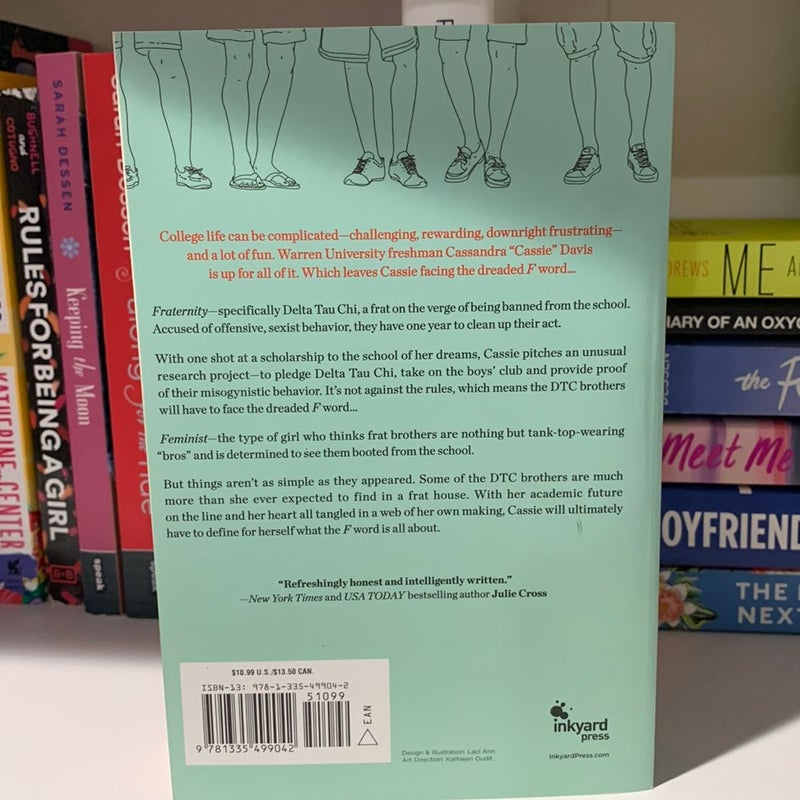 BUSHNELL
and
COTUGNO
RULES FOR BEING A GIRL
B+B
KATHERINE CENTER
SARAH DESSEN
Keeping the Moon
speak
speak
College life can be complicated—challenging, rewarding, downright frustrating—
and a lot of fun. Warren University freshman Cassandra “Cassie” Davis
is up for all of it. Which leaves Cassie facing the dreaded F word...
Fraternity—specifically Delta Tau Chi, a frat on the verge of being banned from the school.
Accused of offensive, sexist behavior, they have one year to clean up their act.
With one shot at a scholarship to the school of her dreams, Cassie pitches an unusual
research project—to pledge Delta Tau Chi, take on the boys’ club and provide proof
of their misogynistic behavior. It’s not against the rules, which means the DTC brothers
will have to face the dreaded F word...
Feminist—the type of girl who thinks frat brothers are nothing but tank-top-wearing
“bros” and is determined to see them booted from the school.
But things aren’t as simple as they appeared. Some of the DTC brothers are much
more than she ever expected to find in a frat house. With her academic future
on the line and her heart all tangled in a web of her own making, Cassie will ultimately
have to define for herself what the F word is all about.
“Refreshingly honest and intelligently written.”
—New York Times and USA TODAY bestselling author Julie Cross
$10.99 U.S./$13.50 CAN.
ISBN-13: 978-1-335-49904-2
51099
EAN
9 781335 499042
Design & Illustration: Laci Ann
Art Direction: Kathleen Oudit
inkyard
press
InkyardPress.com
DREWS ME A
IARY OF AN OXY
the F
Meet Me
OYFRIEND
THE
NEXT